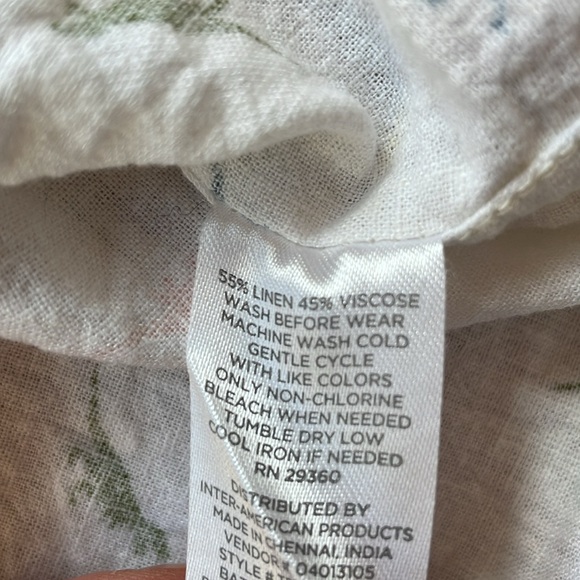 55% LINEN 45% VISCOSE
WASH BEFORE WEAR
MACHINE WASH COLD
GENTLE CYCLE
WITH LIKE COLORS
ONLY NON-CHLORINE
BLEACH WHEN NEEDED
TUMBLE DRY LOW
COOL IRON IF NEEDED
RN 29360
DISTRIBUTED BY
INTER-AMERICAN PRODUCTS
MADE IN CHENNAI, INDIA
VENDOR # 04013105
STYLE #